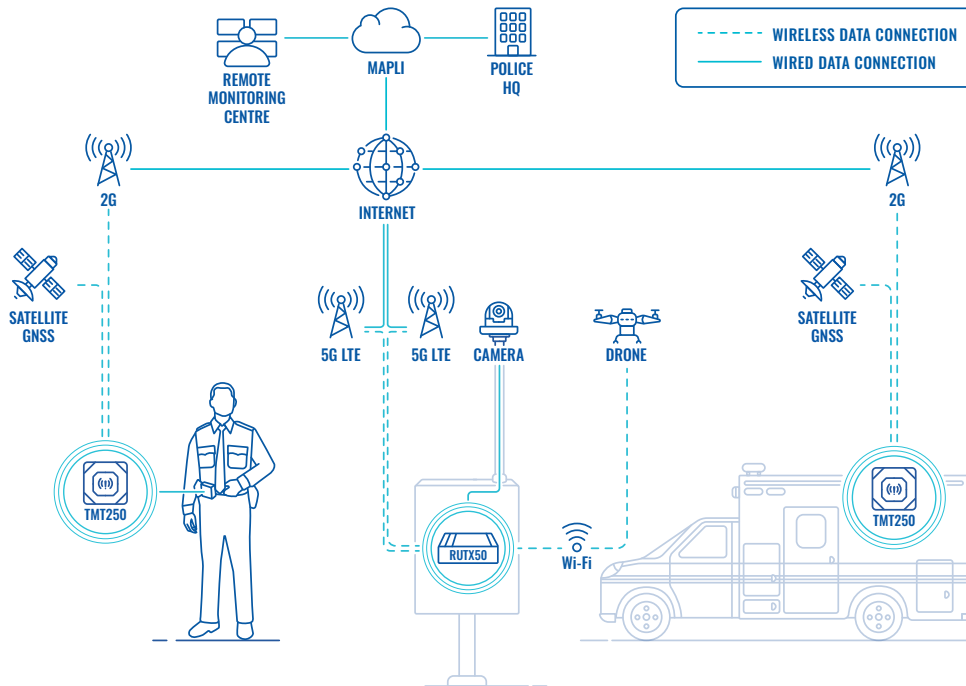 WIRELESS DATA CONNECTION
WIRED DATA CONNECTION
REMOTE
MONITORING
CENTRE
MAPLI
POLICE
HQ
2G
INTERNET
2G
SATELLITE
GNSS
5G LTE
5G LTE
CAMERA
DRONE
SATELLITE
GNSS
TMT250
RUTX50
Wi-Fi
TMT250